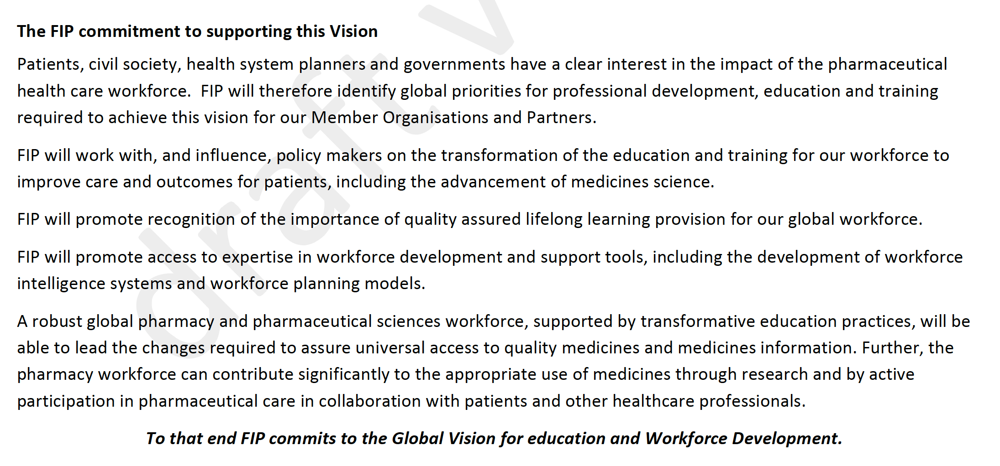 The FIP commitment to supporting this Vision
Patients, civil society, health system planners and governments have a clear interest in the impact of the pharmaceutical
health care workforce.  FIP will therefore identify global priorities for professional development, education and training
required to achieve this vision for our Member Organisations and Partners.
FIP will work with, and influence, policy makers on the transformation of the education and training for our workforce to
improve care and outcomes for patients, including the advancement of medicines science.
FIP will promote recognition of the importance of quality assured lifelong learning provision for our global workforce.
FIP will promote access to expertise in workforce development and support tools, including the development of workforce
intelligence systems and workforce planning models.
A robust global pharmacy and pharmaceutical sciences workforce, supported by transformative education practices, will be
able to lead the changes required to assure universal access to quality medicines and medicines information. Further, the
pharmacy workforce can contribute significantly to the appropriate use of medicines through research and by active
participation in pharmaceutical care in collaboration with patients and other healthcare professionals.
To that end FIP commits to the Global Vision for education and Workforce Development.
draft v